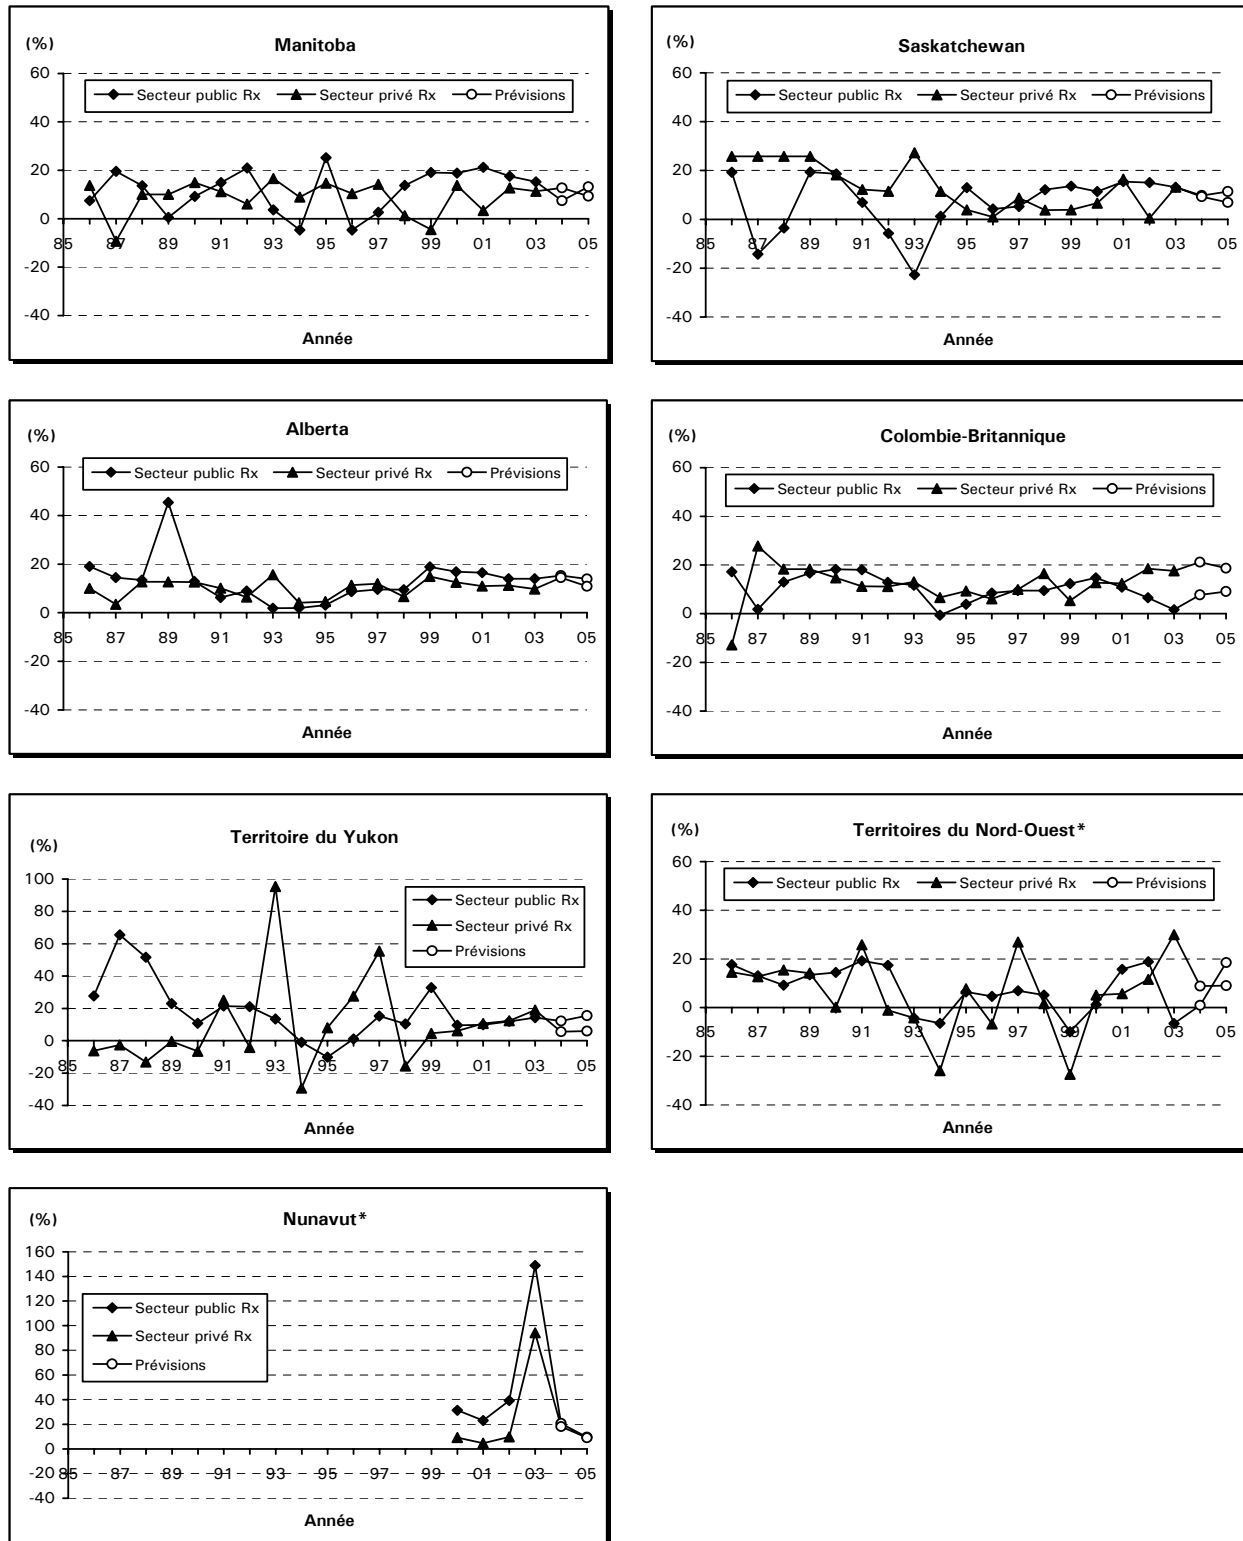 Manitoba
(%)
60
40
20
0
-20
-40
Secteur public Rx Secteur privé Rx Prévisions
85 87 89 91 93 95 97 99 01 03 05
Année
Saskatchewan
(%)
60
40
20
0
-20
-40
Secteur public Rx Secteur privé Rx Prévisions
85 87 89 91 93 95 97 99 01 03 05
Année
Alberta
(%)
60
40
20
0
-20
-40
Secteur public Rx Secteur privé Rx Prévisions
85 87 89 91 93 95 97 99 01 03 05
Année
Colombie-Britannique
(%)
60
40
20
0
-20
-40
Secteur public Rx Secteur privé Rx Prévisions
85 87 89 91 93 95 97 99 01 03 05
Année
Territoire du Yukon
(%)
100
80
60
40
20
0
-20
-40
Secteur public Rx
Secteur privé Rx
Prévisions
85 87 89 91 93 95 97 99 01 03 05
Année
Territoires du Nord-Ouest*
(%)
60
40
20
0
-20
-40
Secteur public Rx Secteur privé Rx Prévisions
85 87 89 91 93 95 97 99 01 03 05
Année
Nunavut*
(%)
160
140
120
100
80
60
40
20
0
-20
-40
Secteur public Rx
Secteur privé Rx
Prévisions
85 87 89 91 93 95 97 99 01 03 05
Année